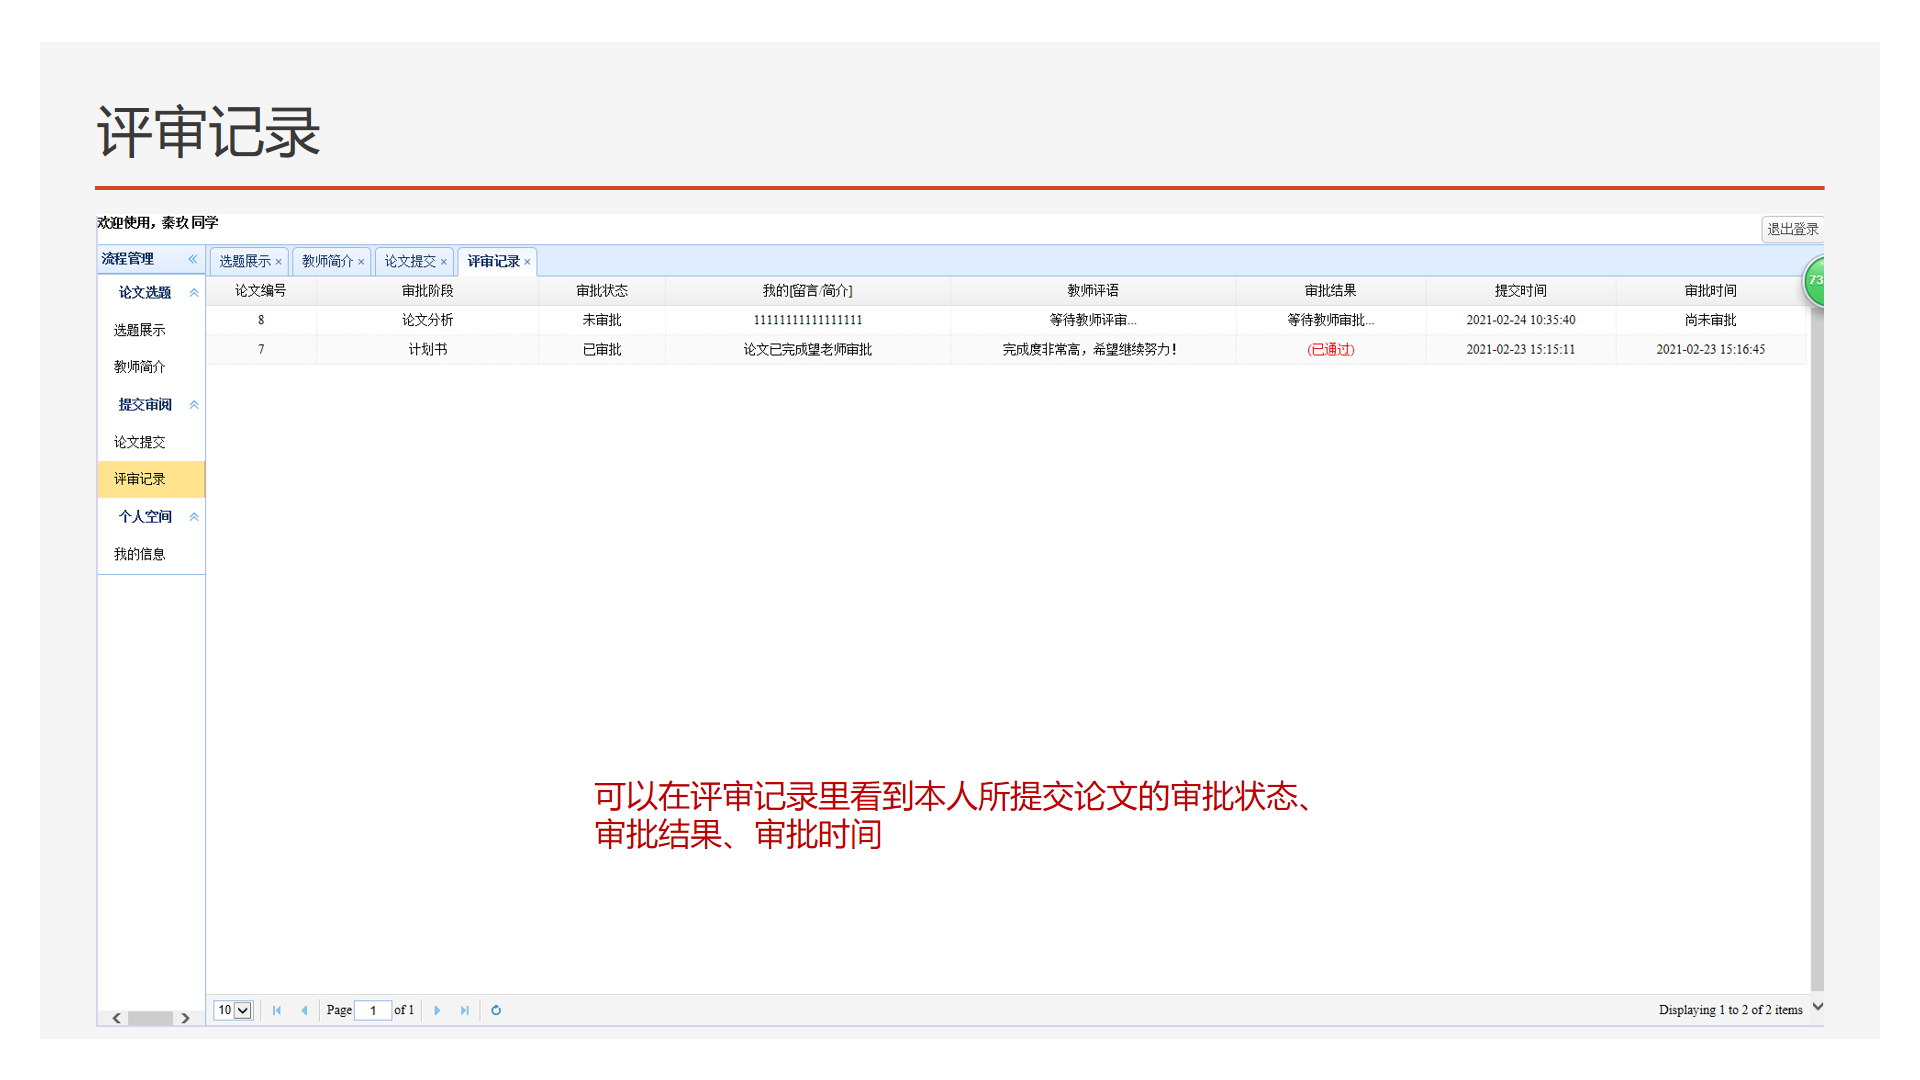 评审记录
欢迎使用，秦玖 同学
退出登录
流程管理
选题展示
教师简介
论文提交
评审记录
论文选题
选题展示
教师简介
提交审阅
论文提交
评审记录
个人空间
我的信息
论文编号 审批阶段 审批状态 我的[留言/简介] 教师评语 审批结果 提交时间 审批时间
8 论文分析 未审批 11111111111111111 等待教师评审... 等待教师审批... 2021-02-24 10:35:40 尚未审批
7 计划书 已审批 论文已完成望老师审批 完成度非常高，希望继续努力！ (已通过) 2021-02-23 15:15:11 2021-02-23 15:16:45
73
可以在评审记录里看到本人所提交论文的审批状态、
审批结果、审批时间
10 Page 1 of 1
Displaying 1 to 2 of 2 items